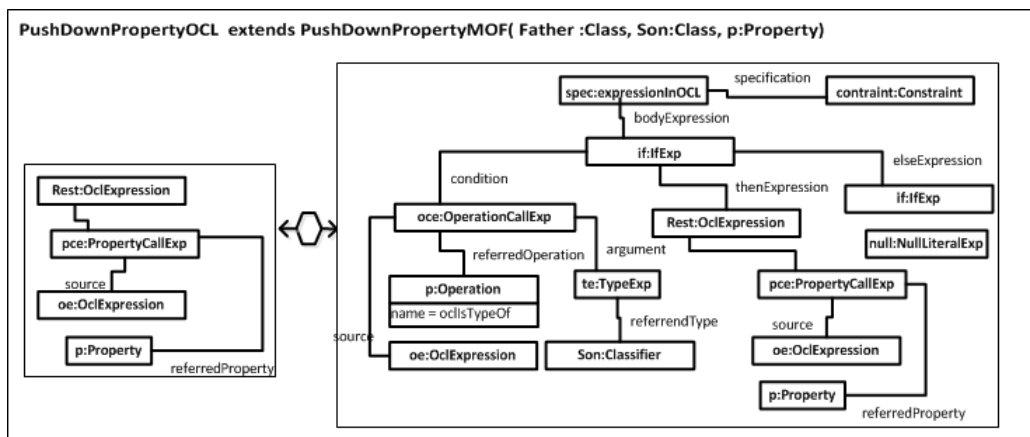 PushDownPropertyOCL extends PushDownPropertyMOF( Father :Class, Son:Class, p:Property)
Rest:OclExpression
pce:PropertyCallExp
source
oe:OclExpression
p:Property
referredProperty
specification
spec:expressionInOCL
contraint:Constraint
bodyExpression
if:IfExp
elseExpression
condition
thenExpression
if:IfExp
oce:OperationCallExp
Rest:OclExpression
referredOperation
argument
null:NullLiteralExp
p:Operation
name = oclIsTypeOf
te:TypeExp
pce:PropertyCallExp
source
referrendType
source
oe:OclExpression
Son:Classifier
oe:OclExpression
p:Property
referredProperty